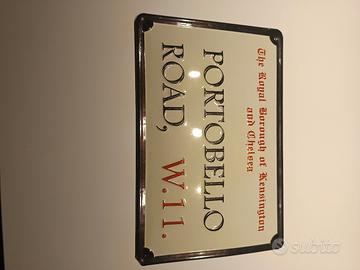 The Royal Borough of Kensington
and Chelsea
PORTOBELLO
ROAD, W.11.
subito